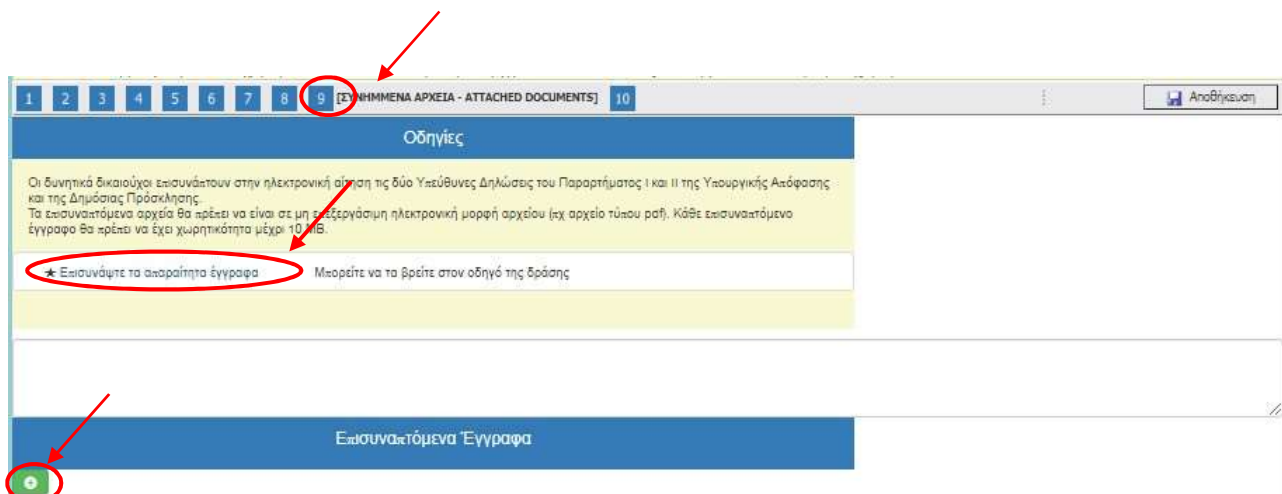 1 2 3 4 5 6 7 8 9 [ΣΥΝΗΜΜΕΝΑ ΑΡΧΕΙΑ - ATTACHED DOCUMENTS] 10 Αποθήκευση
Οδηγίες
Οι δυνητικά δικαιούχοι επισυνάπτουν στην ηλεκτρονική αίτηση τις δύο Υπεύθυνες Δηλώσεις του Παραρτήματος Ι και ΙΙ της Υπουργικής Απόφασης
και της Δημόσιας Πρόσκλησης.
Τα επισυναπτόμενα αρχεία θα πρέπει να είναι σε μη επεξεργάσιμη ηλεκτρονική μορφή αρχείου (πχ αρχείο τύπου pdf). Κάθε επισυναπτόμενο
έγγραφο θα πρέπει να έχει χωρητικότητα μέχρι 10 MB.
★ Επισυνάψτε τα απαραίτητα έγγραφα Μπορείτε να τα βρείτε στον οδηγό της δράσης
Επισυναπτόμενα Έγγραφα